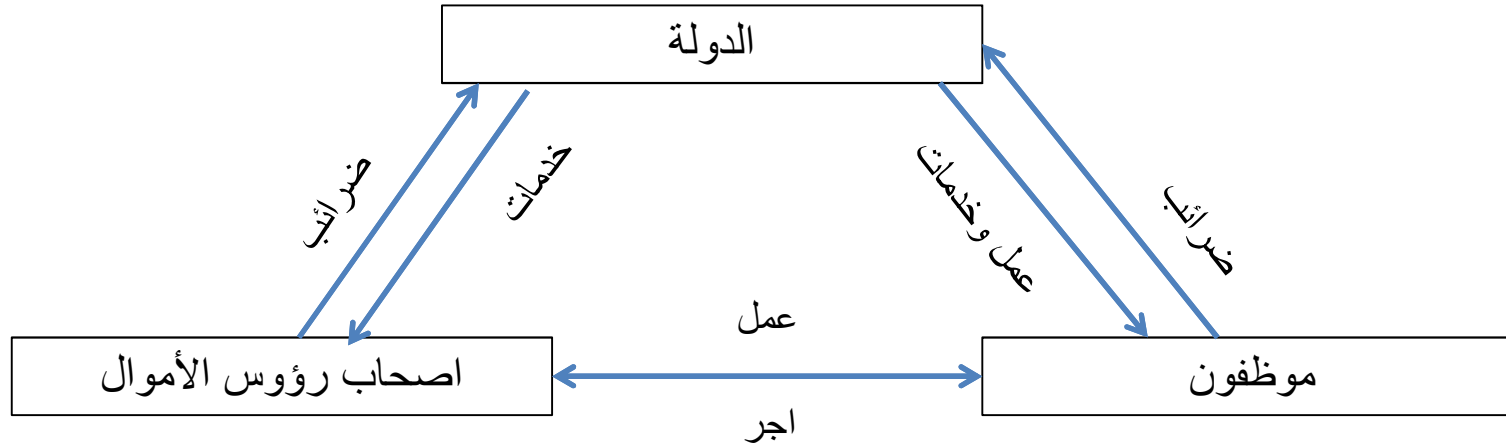 الدولة
ضرائب
عمل وخدمات
خدمات
ضرائب
عمل
موظفون
اصحاب رؤوس الأموال
اجر